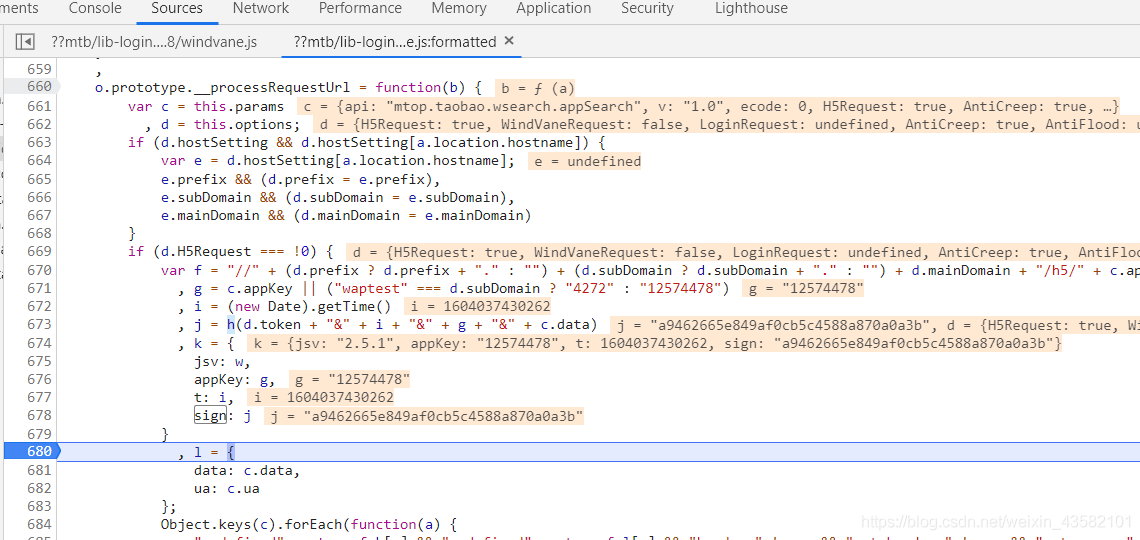 ments Console Sources Network Performance Memory Application Security Lighthouse
??mtb/lib-login....8/windvane.js ??mtb/lib-login...e.js:formatted ✕
659 ,
660 o.prototype.__processRequestUrl = function(b) { b = ƒ (a)
661 var c = this.params c = {api: "mtop.taobao.wsearch.appSearch", v: "1.0", ecode: 0, H5Request: true, AntiCreep: true, …}
662 , d = this.options; d = {H5Request: true, WindVaneRequest: false, LoginRequest: undefined, AntiCreep: true, AntiFlood: u
663 if (d.hostSetting && d.hostSetting[a.location.hostname]) {
664 var e = d.hostSetting[a.location.hostname]; e = undefined
665 e.prefix && (d.prefix = e.prefix),
666 e.subDomain && (d.subDomain = e.subDomain),
667 e.mainDomain && (d.mainDomain = e.mainDomain)
668 }
669 if (d.H5Request === !0) { d = {H5Request: true, WindVaneRequest: false, LoginRequest: undefined, AntiCreep: true, AntiFloo
670 var f = "//" + (d.prefix ? d.prefix + "." : "") + (d.subDomain ? d.subDomain + "." : "") + d.mainDomain + "/h5/" + c.ap
671 , g = c.appKey || ("waptest" === d.subDomain ? "4272" : "12574478") g = "12574478"
672 , i = (new Date).getTime() i = 1604037430262
673 , j = h(d.token + "&" + i + "&" + g + "&" + c.data) j = "a9462665e849af0cb5c4588a870a0a3b", d = {H5Request: true, Wi
674 , k = { k = {jsv: "2.5.1", appKey: "12574478", t: 1604037430262, sign: "a9462665e849af0cb5c4588a870a0a3b"}
675 jsv: w,
676 appKey: g, g = "12574478"
677 t: i, i = 1604037430262
678 sign: j j = "a9462665e849af0cb5c4588a870a0a3b"
679 }
680 , l = {
681 data: c.data,
682 ua: c.ua
683 };
684 Object.keys(c).forEach(function(a) {
https://blog.csdn.net/weixin_43582101